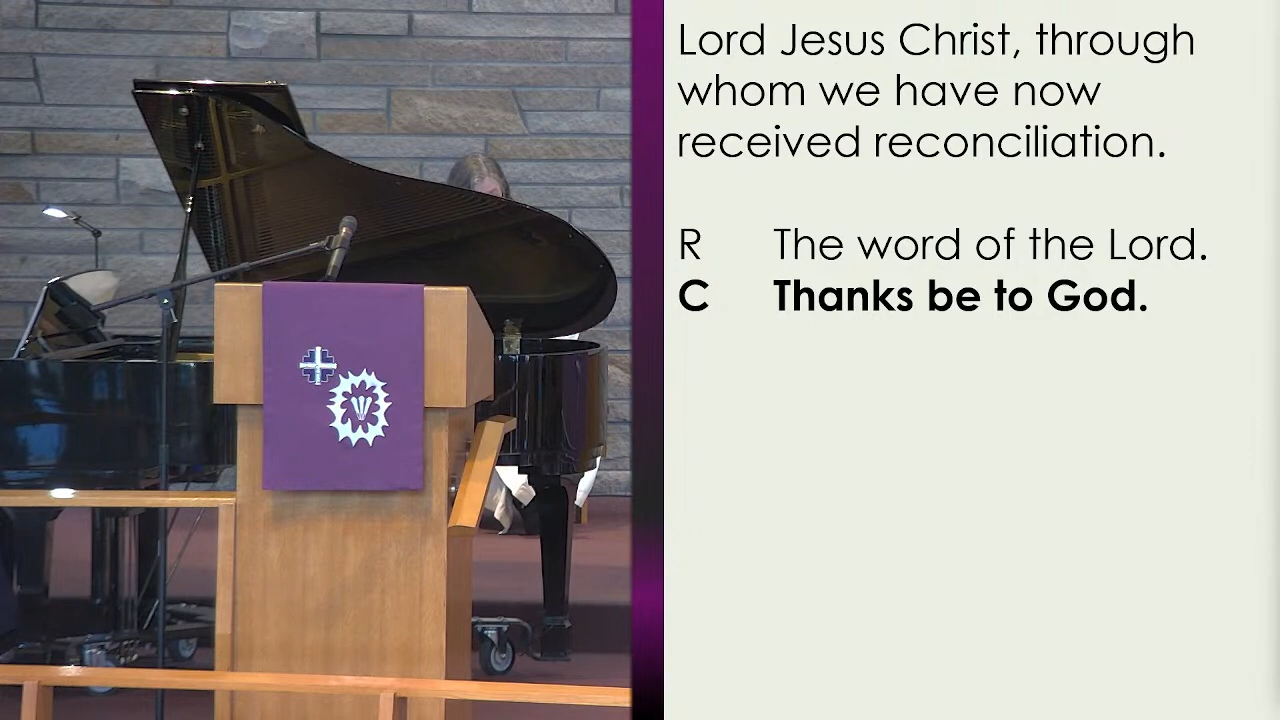 Lord Jesus Christ, through
whom we have now
received reconciliation.
R The word of the Lord.
C Thanks be to God.